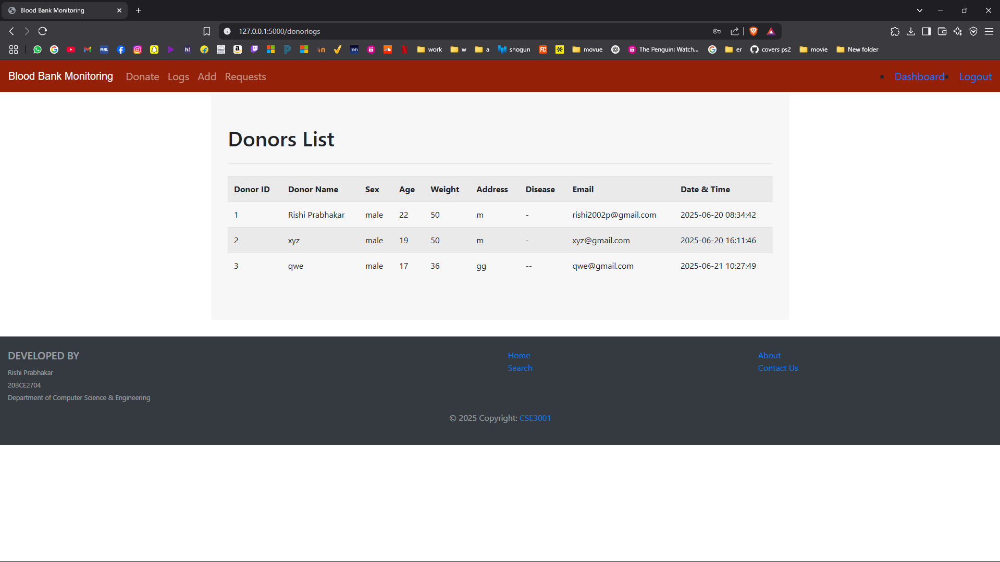 Blood Bank Monitoring
127.0.0.1:5000/donorlogs
work w a shogun movue The Penguin: Watch... er covers ps2 movie New folder
Blood Bank Monitoring Donate Logs Add Requests Dashboard Logout
Donors List
Donor ID Donor Name Sex Age Weight Address Disease Email Date & Time
1 Rishi Prabhakar male 22 50 m - rishi2002p@gmail.com 2025-06-20 08:34:42
2 xyz male 19 50 m - xyz@gmail.com 2025-06-20 16:11:46
3 qwe male 17 36 gg -- qwe@gmail.com 2025-06-21 10:27:49
DEVELOPED BY
Rishi Prabhakar
20BCE2704
Department of Computer Science & Engineering
Home
Search
About
Contact Us
© 2025 Copyright: CSE3001